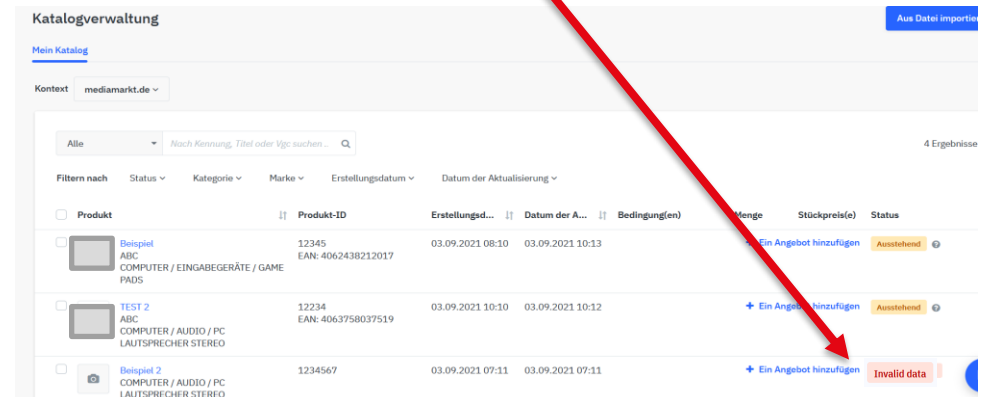 Katalogverwaltung
Aus Datei importie
Mein Katalog
Kontext mediamarkt.de
Alle Nach Kennung, Titel oder Vgc suchen... 4 Ergebnisse
Filtern nach Status Kategorie Marke Erstellungsdatum Datum der Aktualisierung
Produkt Produkt-ID Erstellungsd... Datum der A... Bedingung(en) Menge Stückpreis(e) Status
Beispiel 12345 03.09.2021 08:10 03.09.2021 10:13 + Ein Angebot hinzufügen Ausstehend
ABC EAN: 4062438212017
COMPUTER / EINGABEGERÄTE / GAME
PADS
TEST 2 12234 03.09.2021 10:10 03.09.2021 10:12 + Ein Angebot hinzufügen Ausstehend
ABC EAN: 4063758037519
COMPUTER / AUDIO / PC
LAUTSPRECHER STEREO
Beispiel 2 1234567 03.09.2021 07:11 03.09.2021 07:11 + Ein Angebot hinzufügen Invalid data
COMPUTER / AUDIO / PC
LAUTSPRECHER STEREO